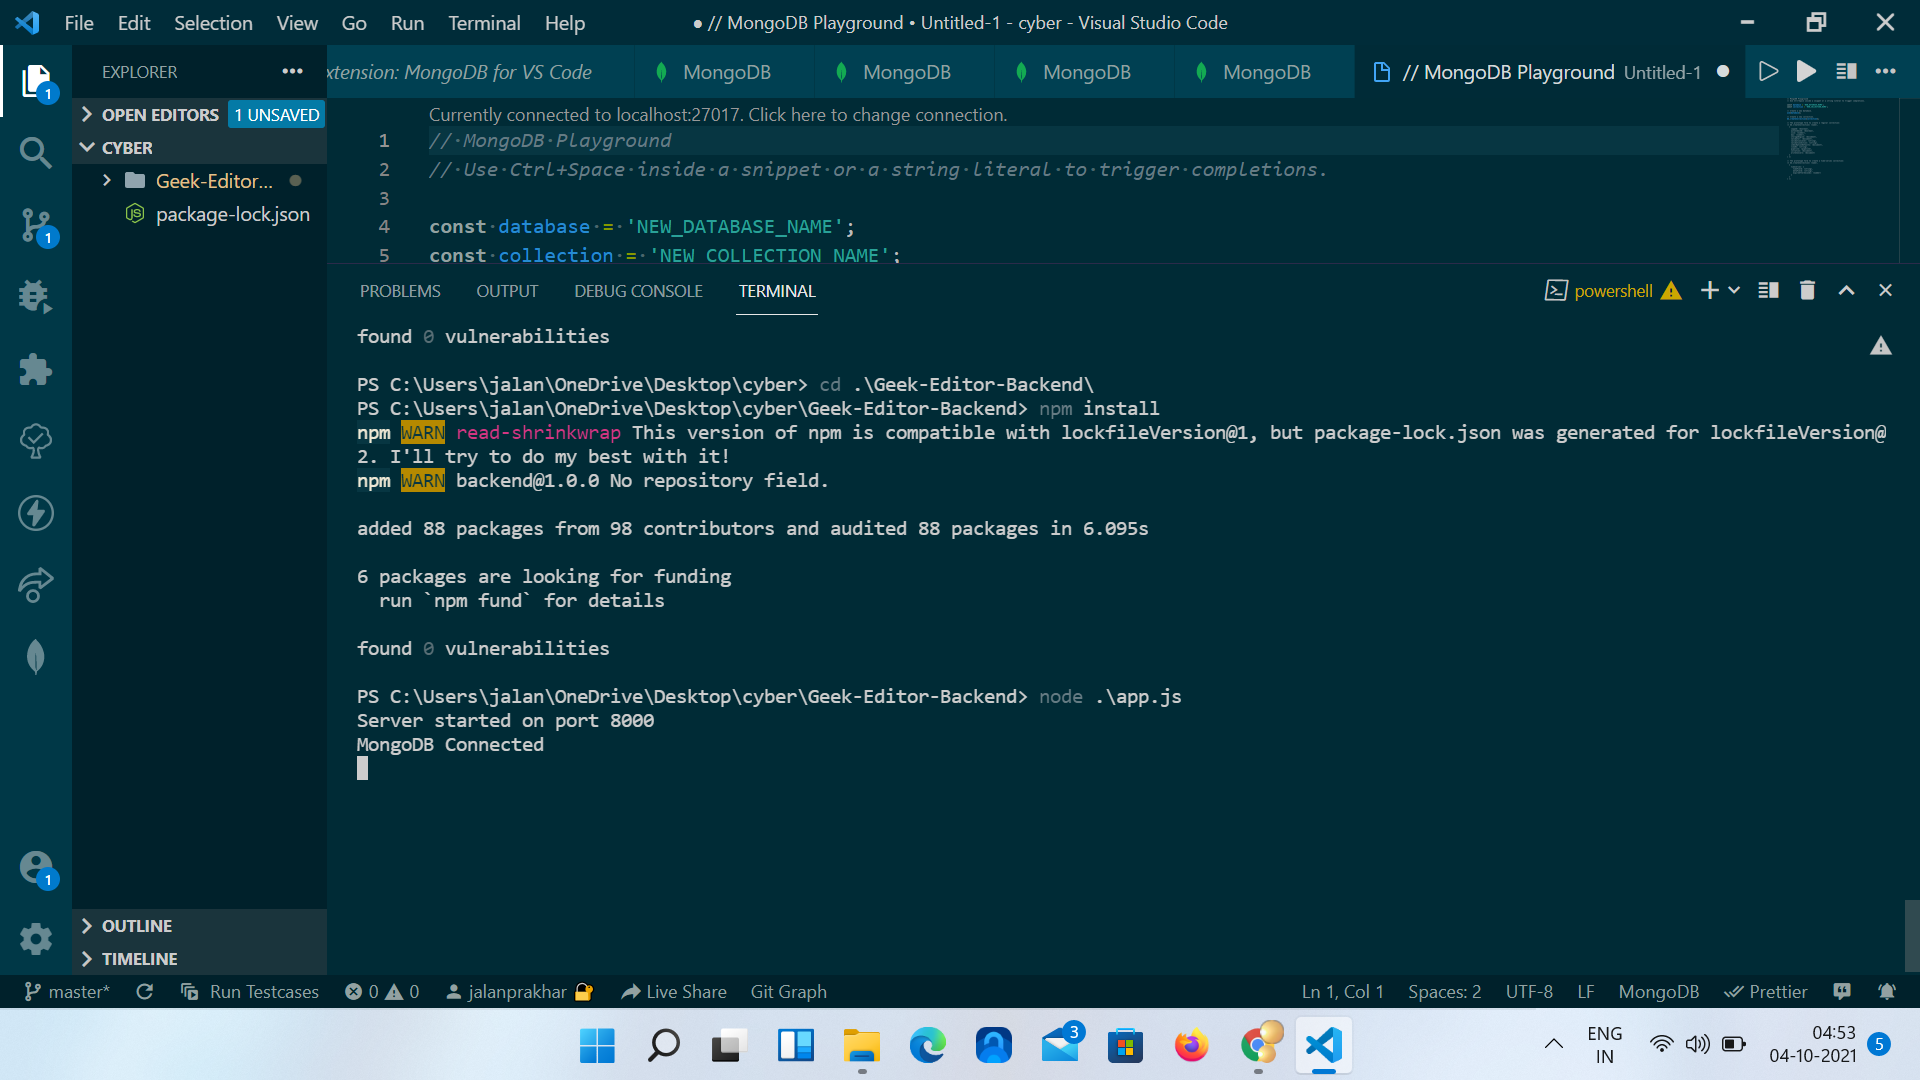 File Edit Selection View Go Run Terminal Help
● // MongoDB Playground • Untitled-1 - cyber - Visual Studio Code
EXPLORER
xtension: MongoDB for VS Code
MongoDB
MongoDB
MongoDB
MongoDB
// MongoDB Playground Untitled-1
OPEN EDITORS 1 UNSAVED
CYBER
Geek-Editor...
package-lock.json
OUTLINE
TIMELINE
1
1
1
Currently connected to localhost:27017. Click here to change connection.
1 // MongoDB Playground
2 // Use Ctrl+Space inside a snippet or a string literal to trigger completions.
3
4 const database = 'NEW_DATABASE_NAME';
5 const collection = 'NEW_COLLECTION_NAME';
PROBLEMS OUTPUT DEBUG CONSOLE TERMINAL
powershell
found 0 vulnerabilities
PS C:\Users\jalan\OneDrive\Desktop\cyber> cd .\Geek-Editor-Backend\
PS C:\Users\jalan\OneDrive\Desktop\cyber\Geek-Editor-Backend> npm install
npm WARN read-shrinkwrap This version of npm is compatible with lockfileVersion@1, but package-lock.json was generated for lockfileVersion@
2. I'll try to do my best with it!
npm WARN backend@1.0.0 No repository field.
added 88 packages from 98 contributors and audited 88 packages in 6.095s
6 packages are looking for funding
run `npm fund` for details
found 0 vulnerabilities
PS C:\Users\jalan\OneDrive\Desktop\cyber\Geek-Editor-Backend> node .\app.js
Server started on port 8000
MongoDB Connected
master* Run Testcases 0 0 jalanprakhar Live Share Git Graph
Ln 1, Col 1 Spaces: 2 UTF-8 LF MongoDB Prettier
3
ENG
IN
04:53
04-10-2021
5